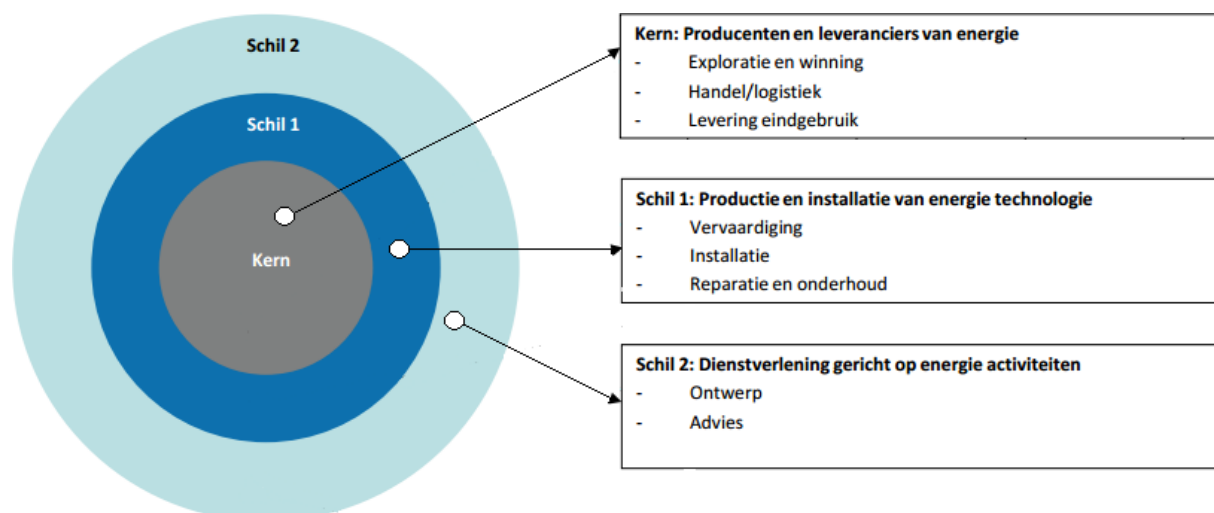 Schil 2
Schil 1
Kern
Kern: Producenten en leveranciers van energie
- Exploratie en winning
- Handel/logistiek
- Levering eindgebruik
Schil 1: Productie en installatie van energie technologie
- Vervaardiging
- Installatie
- Reparatie en onderhoud
Schil 2: Dienstverlening gericht op energie activiteiten
- Ontwerp
- Advies